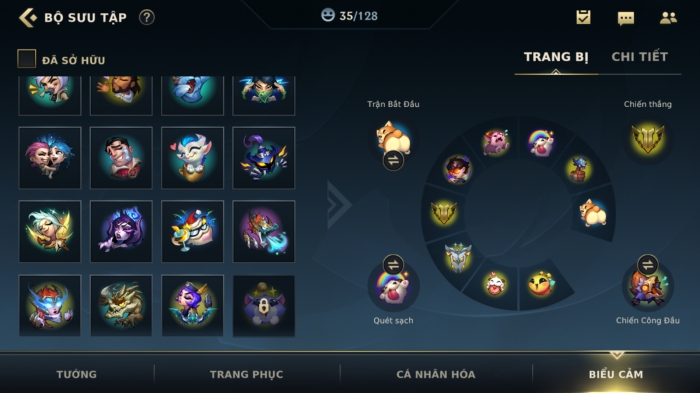 BỘ SƯU TẬP ?
35/128
ĐÃ SỞ HỮU
TRANG BỊ
CHI TIẾT
Trận Bắt Đầu
Chiến thắng
Quét sạch
Chiến Công Đầu
TƯỚNG
TRANG PHỤC
CÁ NHÂN HÓA
BIỂU CẢM